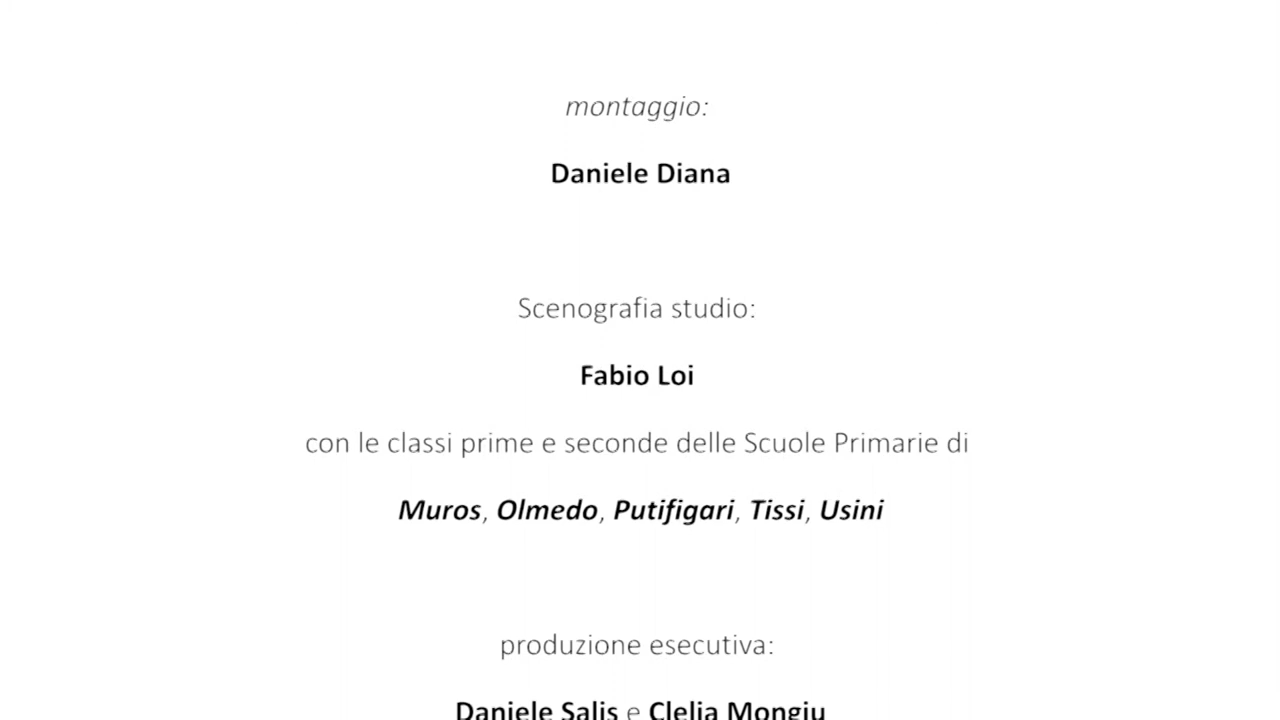 montaggio:
Daniele Diana
Scenografia studio:
Fabio Loi
con le classi prime e seconde delle Scuole Primarie di
Muros, Olmedo, Putifigari, Tissi, Usini
produzione esecutiva:
Daniele Salis e Clelia Mongiu